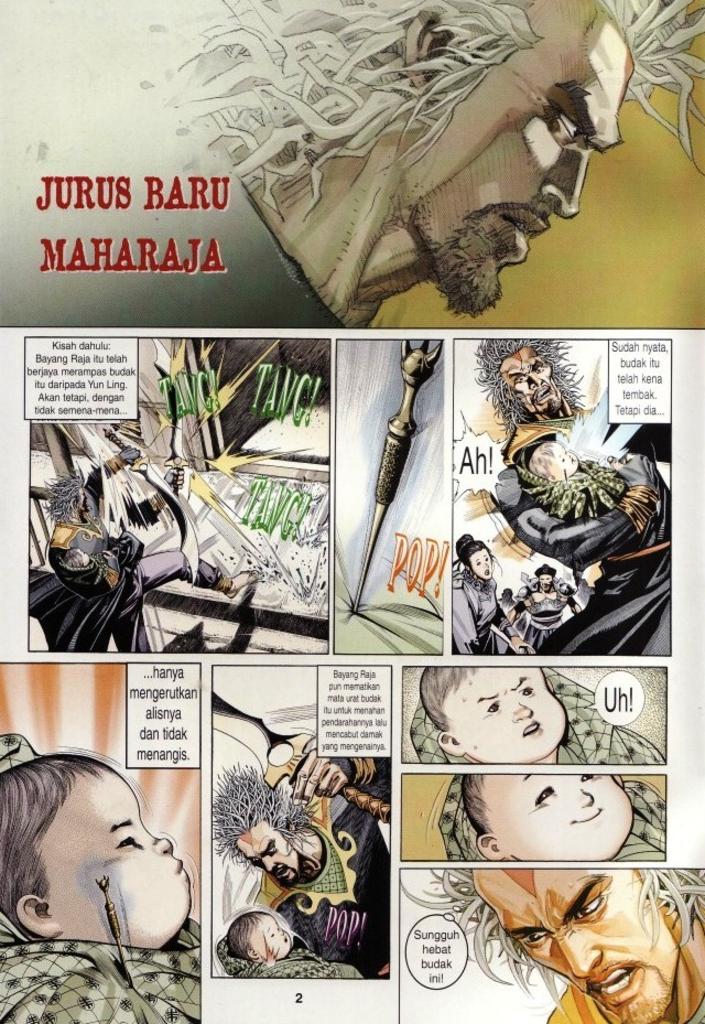 JURUS BARU
MAHARAJA
Kisah dahulu:
Bayang Raja itu telah
berjaya merampas budak
itu daripada Yun Ling.
Akan tetapi, dengan
tidak semena-mena...
TANG!
TANG!
TANG!
POP!
Sudah nyata,
budak itu
telah kena
tembak.
Tetapi dia...
Ah!
...hanya
mengerutkan
alisnya
dan tidak
menangis.
Bayang Raja
pun mematikan
mata urat budak
itu untuk menahan
pendarahannya lalu
mencabut damak
yang mengenainya.
POP!
Uh!
Sungguh
hebat
budak
ini!
2